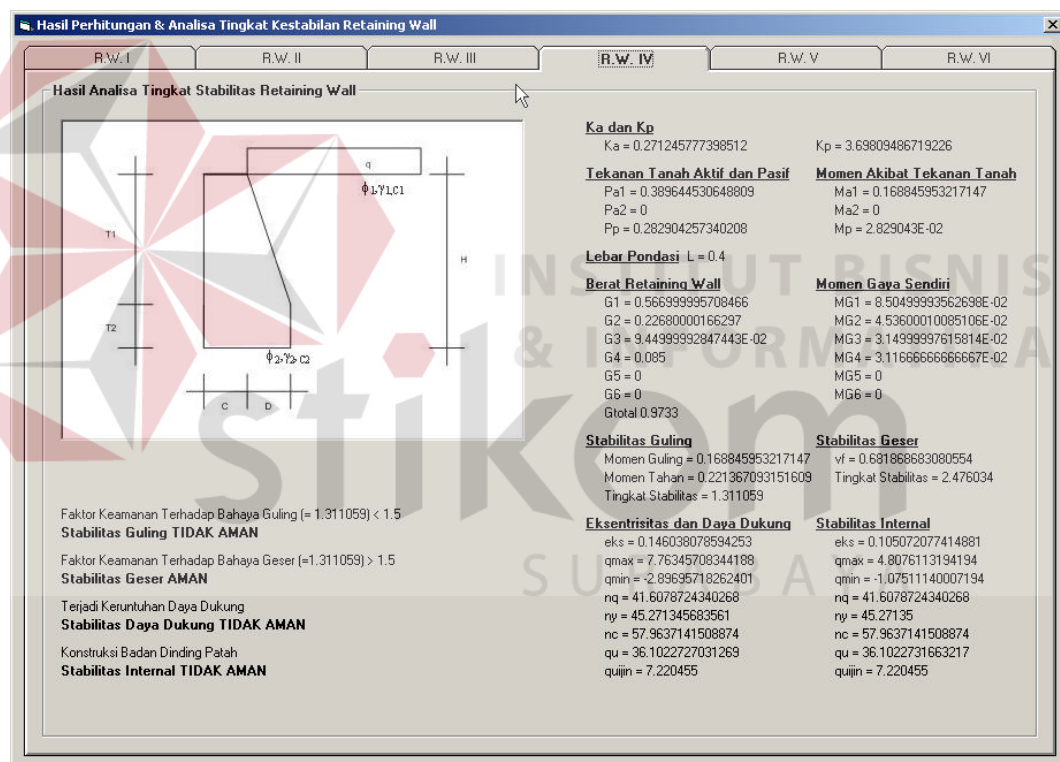 Hasil Perhitungan & Analisa Tingkat Kestabilan Retaining Wall
R.W. I
R.W. II
R.W. III
R.W. IV
R.W. V
R.W. VI
Hasil Analisa Tingkat Stabilitas Retaining Wall
q
ϕ1,γ1,C1
T1
H
T2
ϕ2,γ2, C2
C
D
Faktor Keamanan Terhadap Bahaya Guling (= 1.311059) < 1.5
Stabilitas Guling TIDAK AMAN
Faktor Keamanan Terhadap Bahaya Geser (=1.311059) > 1.5
Stabilitas Geser AMAN
Terjadi Keruntuhan Daya Dukung
Stabilitas Daya Dukung TIDAK AMAN
Konstruksi Badan Dinding Patah
Stabilitas Internal TIDAK AMAN
Ka dan Kp
Ka = 0.271245777398512
Kp = 3.69809486719226
Tekanan Tanah Aktif dan Pasif
Pa1 = 0.389644530648809
Pa2 = 0
Pp = 0.282904257340208
Momen Akibat Tekanan Tanah
Ma1 = 0.168845953217147
Ma2 = 0
Mp = 2.829043E-02
Lebar Pondasi L = 0.4
Berat Retaining Wall
G1 = 0.566999995708466
G2 = 0.22680000166297
G3 = 9.44999992847443E-02
G4 = 0.085
G5 = 0
G6 = 0
Gtotal 0.9733
Momen Gaya Sendiri
MG1 = 8.50499993562698E-02
MG2 = 4.53600010085106E-02
MG3 = 3.14999997615814E-02
MG4 = 3.11666666666667E-02
MG5 = 0
MG6 = 0
Stabilitas Guling
Momen Guling = 0.168845953217147
Momen Tahan = 0.221367093151609
Tingkat Stabilitas = 1.311059
Stabilitas Geser
vf = 0.681868683080554
Tingkat Stabilitas = 2.476034
Eksentrisitas dan Daya Dukung
eks = 0.146038078594253
qmax = 7.76345708344188
qmin = -2.89695718262401
nq = 41.6078724340268
ny = 45.271345683561
nc = 57.9637141508874
qu = 36.1022727031269
quijin = 7.220455
Stabilitas Internal
eks = 0.105072077414881
qmax = 4.8076113194194
qmin = -1.07511140007194
nq = 41.6078724340268
ny = 45.27135
nc = 57.9637141508874
qu = 36.1022731663217
quijin = 7.220455
INSTITUT BISNIS
& INFORMATIKA
stikom
SURABAYA